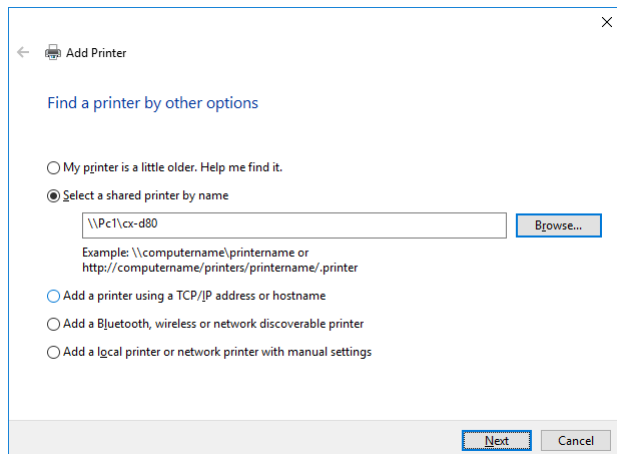 Add Printer
Find a printer by other options
My printer is a little older. Help me find it.
Select a shared printer by name
\\Pc1\cx-d80
Browse...
Example: \\computername\printername or
http://computername/printers/printername/.printer
Add a printer using a TCP/IP address or hostname
Add a Bluetooth, wireless or network discoverable printer
Add a local printer or network printer with manual settings
Next
Cancel